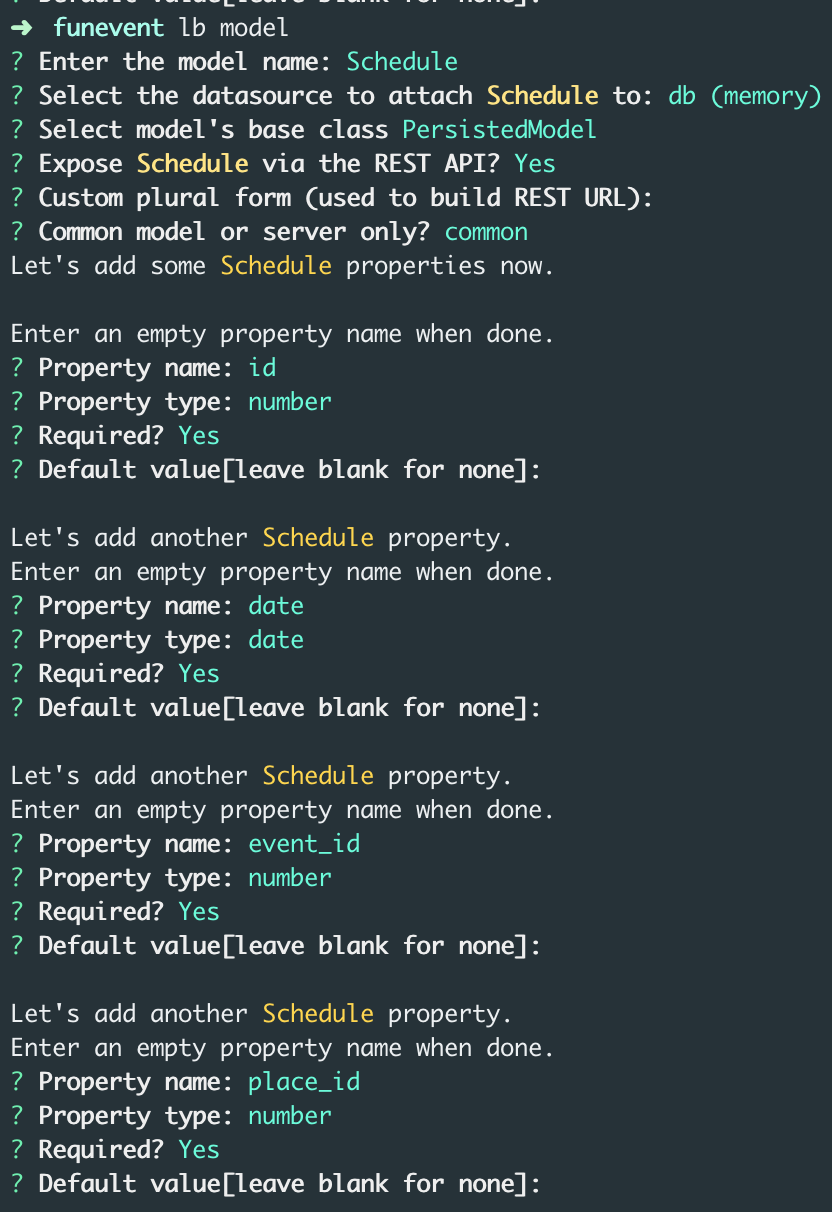 ? Default value[leave blank for none]:
➜ funevent lb model
? Enter the model name: Schedule
? Select the datasource to attach Schedule to: db (memory)
? Select model's base class PersistedModel
? Expose Schedule via the REST API? Yes
? Custom plural form (used to build REST URL):
? Common model or server only? common
Let's add some Schedule properties now.
Enter an empty property name when done.
? Property name: id
? Property type: number
? Required? Yes
? Default value[leave blank for none]:
Let's add another Schedule property.
Enter an empty property name when done.
? Property name: date
? Property type: date
? Required? Yes
? Default value[leave blank for none]:
Let's add another Schedule property.
Enter an empty property name when done.
? Property name: event_id
? Property type: number
? Required? Yes
? Default value[leave blank for none]:
Let's add another Schedule property.
Enter an empty property name when done.
? Property name: place_id
? Property type: number
? Required? Yes
? Default value[leave blank for none]: